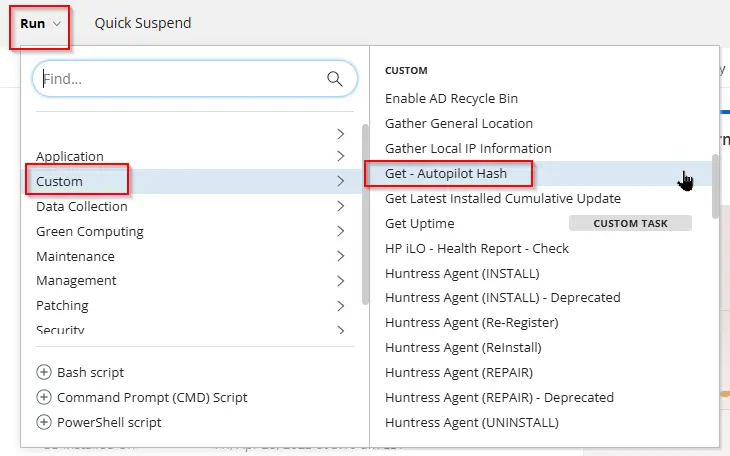 Run Quick Suspend
Find...
Application
Custom
Data Collection
Green Computing
Maintenance
Management
Patching
Security
Bash script
Command Prompt (CMD) Script
PowerShell script
CUSTOM
Enable AD Recycle Bin
Gather General Location
Gather Local IP Information
Get - Autopilot Hash
Get Latest Installed Cumulative Update
Get Uptime CUSTOM TASK
HP iLO - Health Report - Check
Huntress Agent (INSTALL)
Huntress Agent (INSTALL) - Deprecated
Huntress Agent (Re-Register)
Huntress Agent (ReInstall)
Huntress Agent (REPAIR)
Huntress Agent (REPAIR) - Deprecated
Huntress Agent (UNINSTALL)